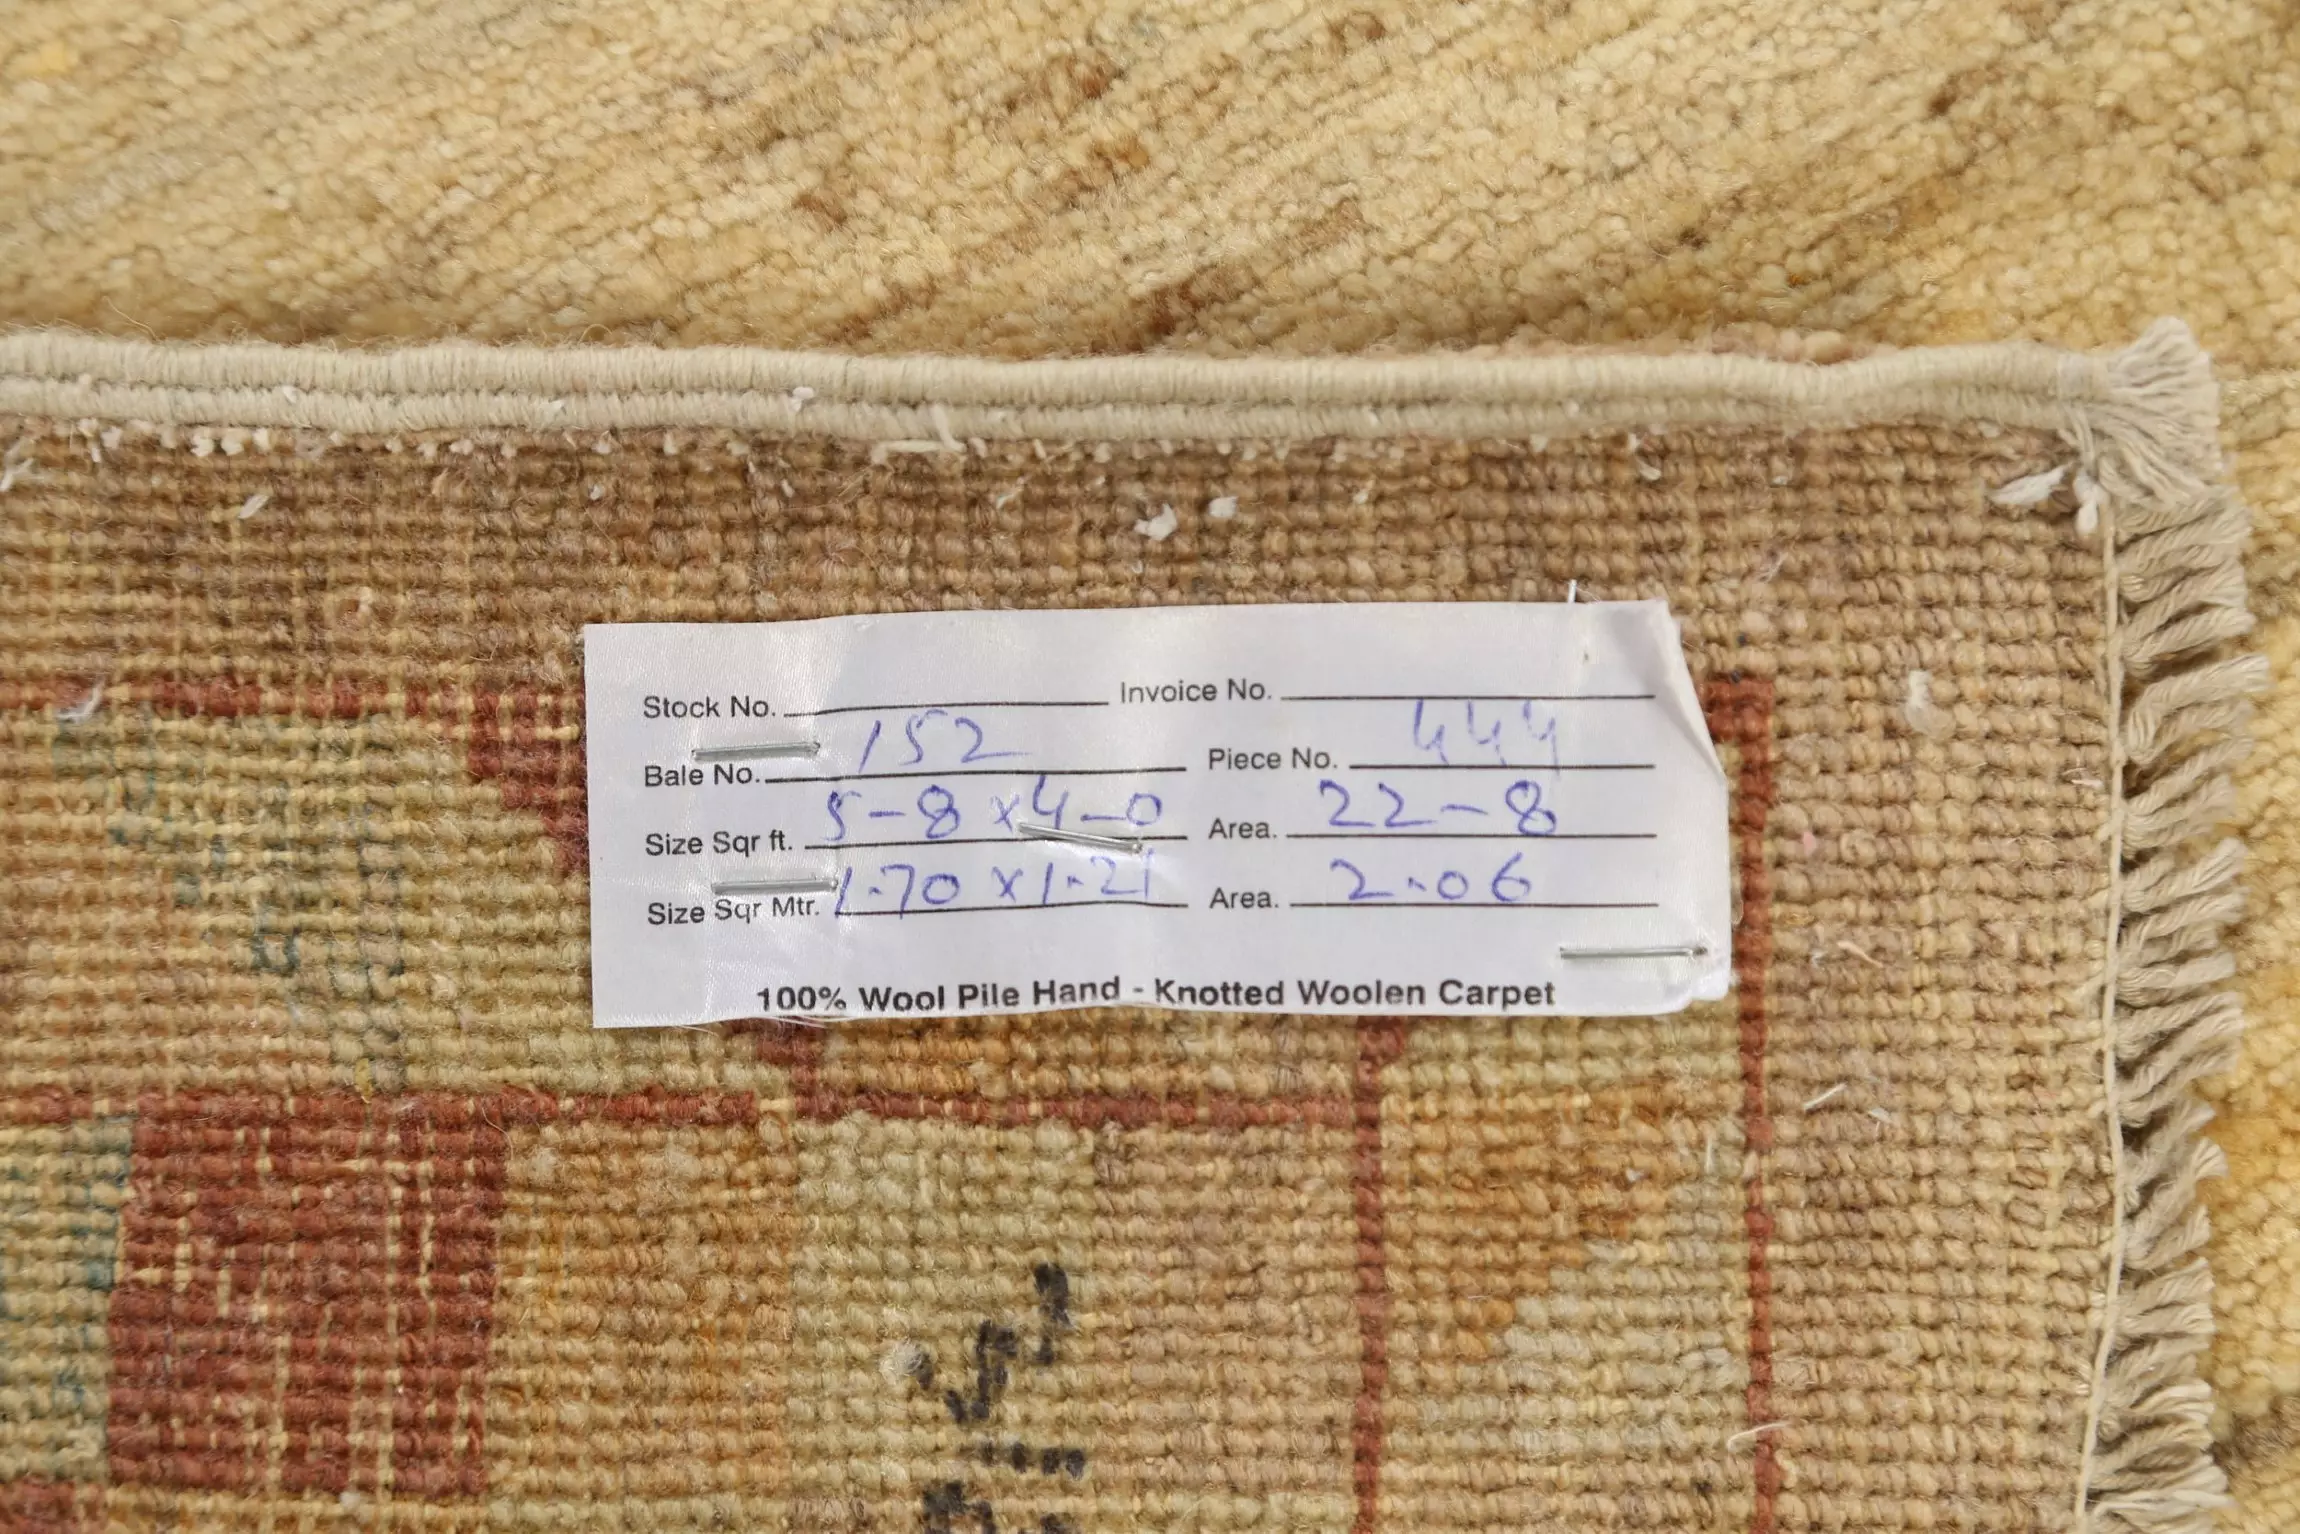 Stock No. Invoice No.
Bale No. 152 Piece No. 444
Size Sqr ft. 5-8 x 4-0 Area. 22-8
Size Sqr Mtr. 1.70 x 1.21 Area. 2.06
100% Wool Pile Hand - Knotted Woolen Carpet